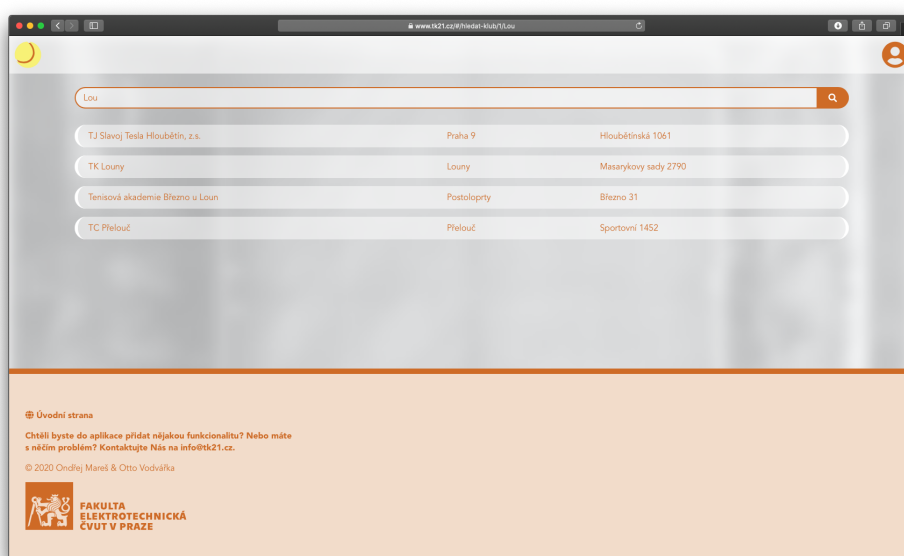 www.tk21.cz/#/hledat-klub/1/Lou
Lou
TJ Slavoj Tesla Hloubětín, z.s. Praha 9 Hloubětínská 1061
TK Louny Louny Masarykovy sady 2790
Tenisová akademie Březno u Loun Postoloprty Březno 31
TC Přelouč Přelouč Sportovní 1452
Úvodní strana
Chtěli byste do aplikace přidat nějakou funkcionalitu? Nebo máte
s něčím problém? Kontaktujte Nás na info@tk21.cz.
© 2020 Ondřej Mareš & Otto Vodvářka
FAKULTA
ELEKTROTECHNICKÁ
ČVUT V PRAZE